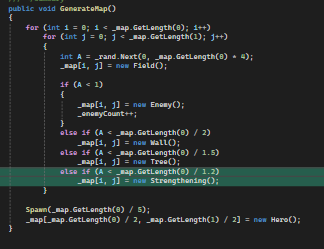 public void GenerateMap()
{
for (int i = 0; i < _map.GetLength(0); i++)
for (int j = 0; j < _map.GetLength(1); j++)
{
int A = _rand.Next(0, _map.GetLength(0) * 4);
_map[i, j] = new Field();
if (A < 1)
{
_map[i, j] = new Enemy();
_enemyCount++;
}
else if (A < _map.GetLength(0) / 2)
_map[i, j] = new Wall();
else if (A < _map.GetLength(0) / 1.5)
_map[i, j] = new Tree();
else if (A < _map.GetLength(0) / 1.2)
_map[i, j] = new Strengthening();
}
Spawn(_map.GetLength(0) / 5);
_map[_map.GetLength(0) / 2, _map.GetLength(1) / 2] = new Hero();
}